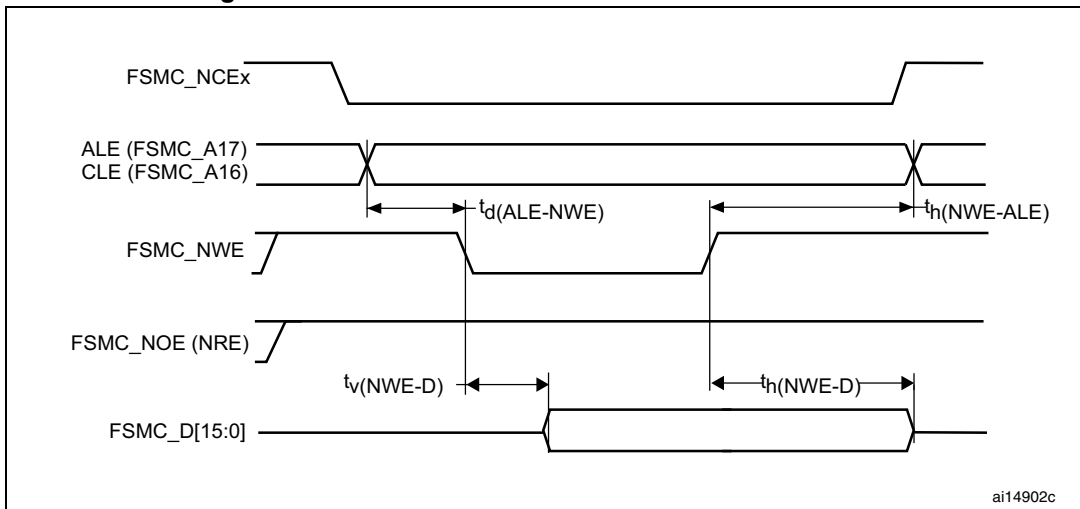 FSMC_NCEx
ALE (FSMC_A17)
CLE (FSMC_A16)
td(ALE-NWE)
th(NWE-ALE)
FSMC_NWE
FSMC_NOE (NRE)
tv(NWE-D)
th(NWE-D)
FSMC_D[15:0]
ai14902c